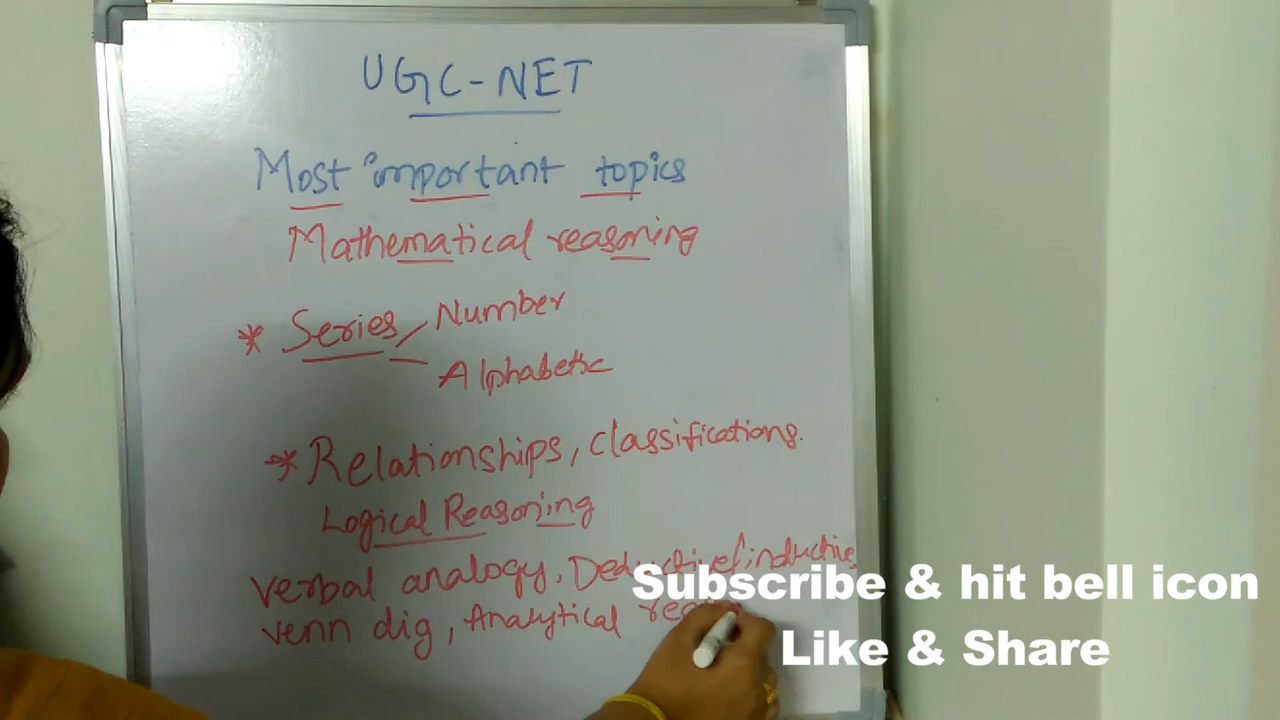 UGC-NET
Most important topics
Mathematical reasoning
* Series Number
Alphabetic
* Relationships, classifications.
Logical Reasoning
Verbal analogy, Deductive/inductive,
venn dig, Analytical
Subscribe & hit bell icon
Like & Share